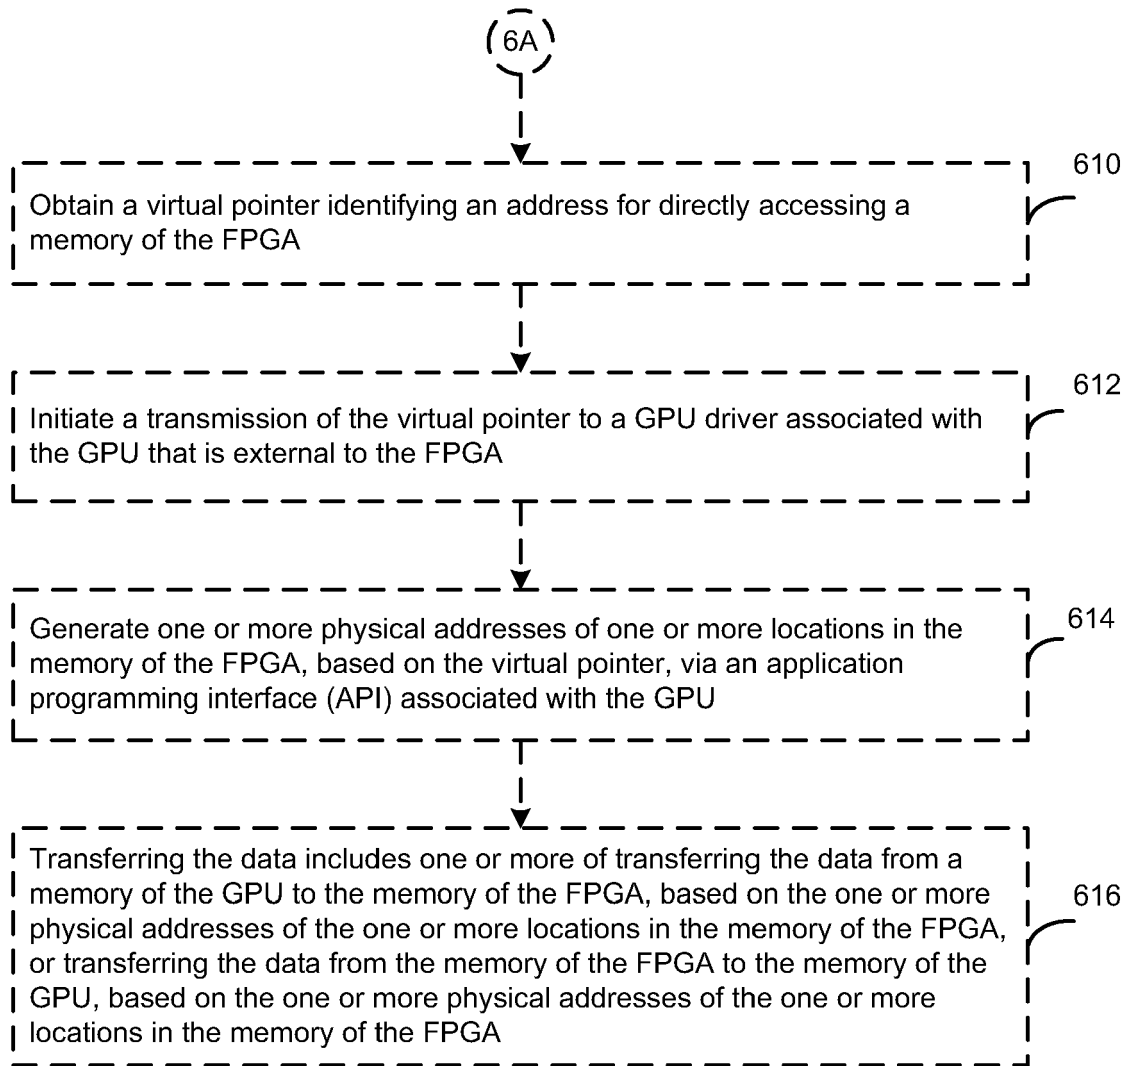 6A
610
Obtain a virtual pointer identifying an address for directly accessing a
memory of the FPGA
612
Initiate a transmission of the virtual pointer to a GPU driver associated with
the GPU that is external to the FPGA
614
Generate one or more physical addresses of one or more locations in the
memory of the FPGA, based on the virtual pointer, via an application
programming interface (API) associated with the GPU
616
Transferring the data includes one or more of transferring the data from a
memory of the GPU to the memory of the FPGA, based on the one or more
physical addresses of the one or more locations in the memory of the FPGA,
or transferring the data from the memory of the FPGA to the memory of the
GPU, based on the one or more physical addresses of the one or more
locations in the memory of the FPGA